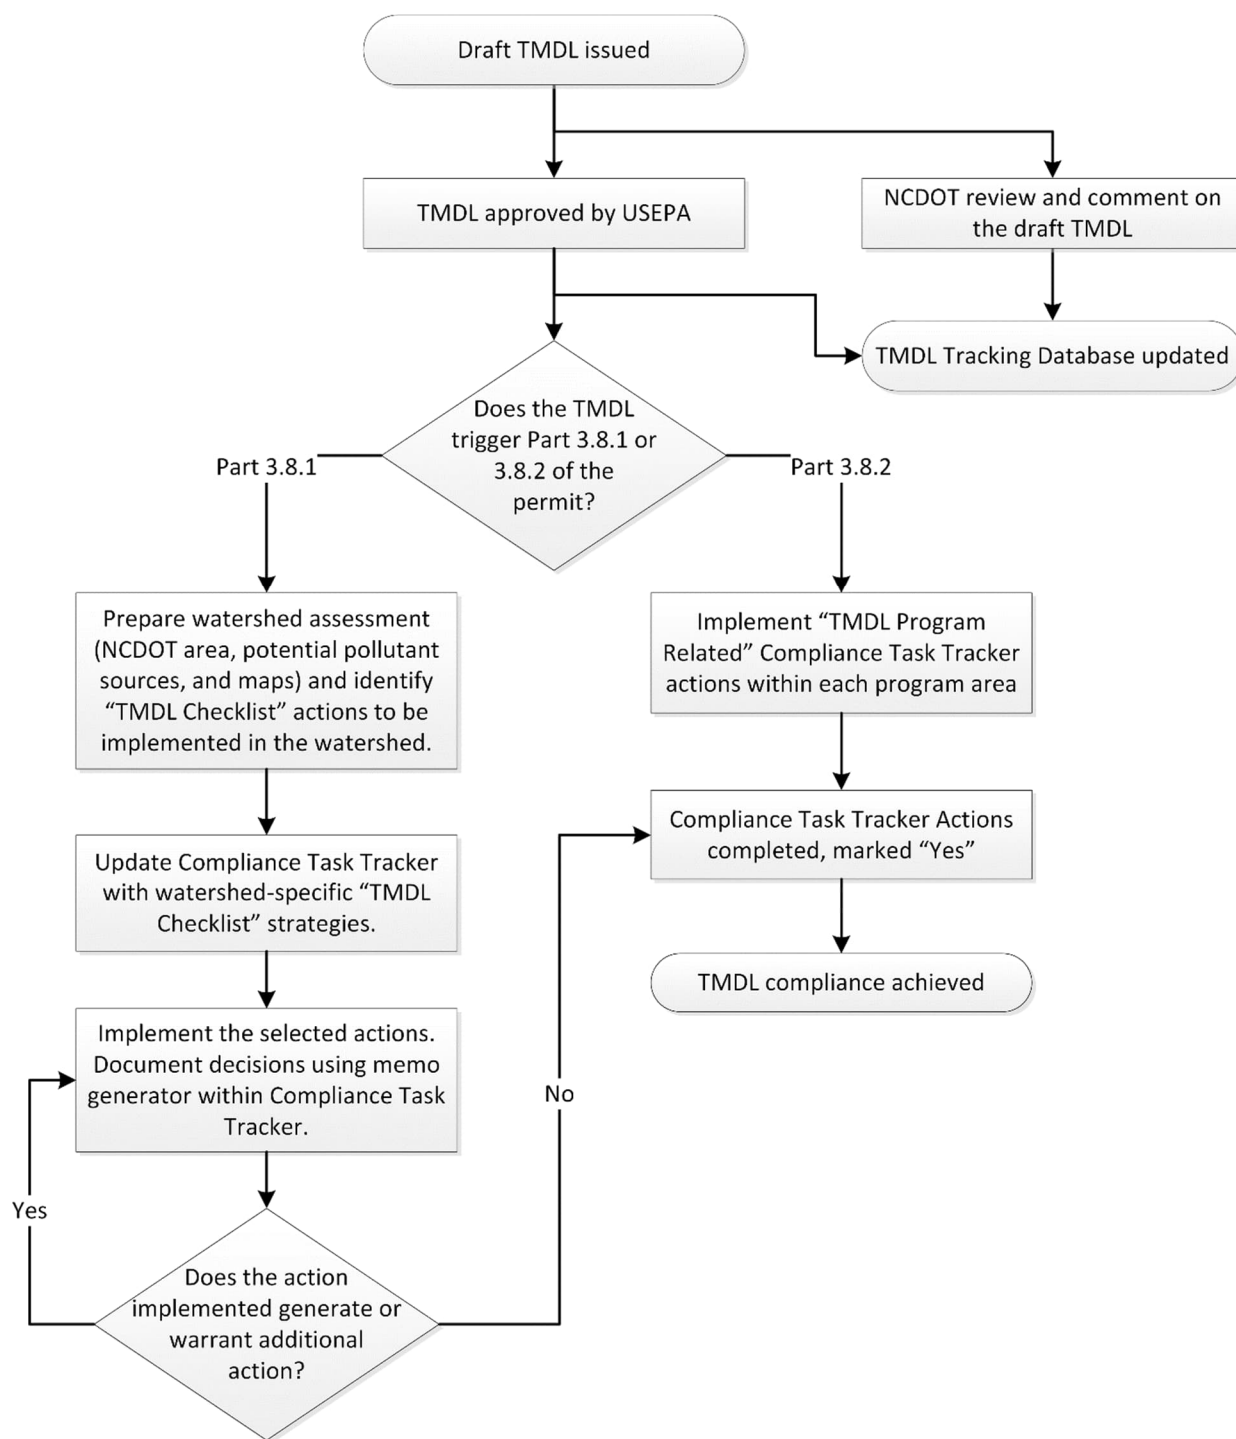 Draft TMDL issued
TMDL approved by USEPA
NCDOT review and comment on
the draft TMDL
TMDL Tracking Database updated
Does the TMDL
trigger Part 3.8.1 or
3.8.2 of the
permit?
Part 3.8.1
Part 3.8.2
Prepare watershed assessment
(NCDOT area, potential pollutant
sources, and maps) and identify
“TMDL Checklist” actions to be
implemented in the watershed.
Implement “TMDL Program
Related” Compliance Task Tracker
actions within each program area
Update Compliance Task Tracker
with watershed-specific “TMDL
Checklist” strategies.
Compliance Task Tracker Actions
completed, marked “Yes”
TMDL compliance achieved
Implement the selected actions.
Document decisions using memo
generator within Compliance Task
Tracker.
No
Yes
Does the action
implemented generate or
warrant additional
action?